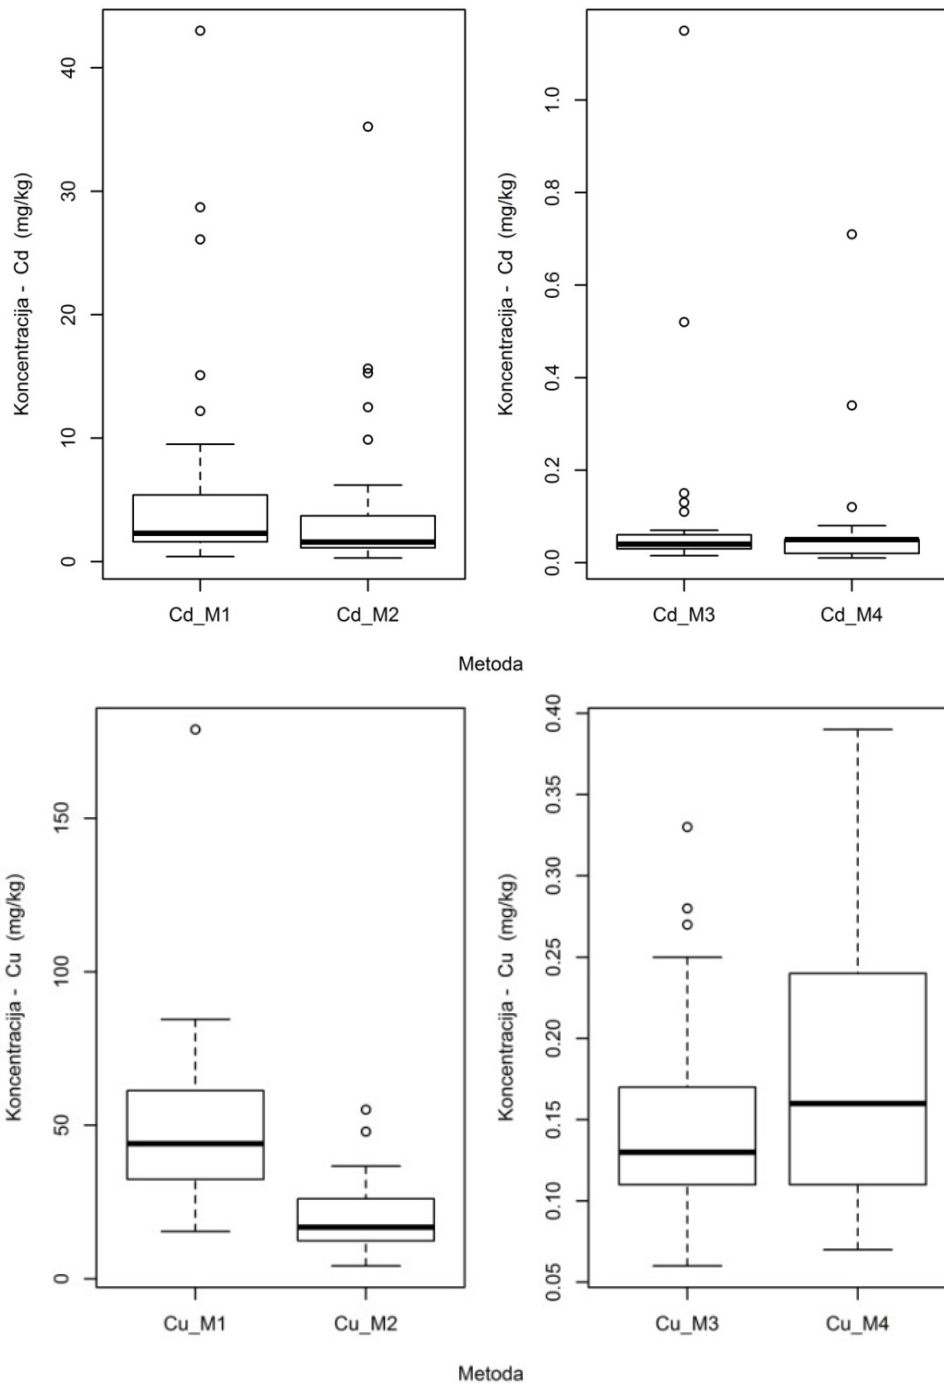 Koncentracija - Cd (mg/kg)
40
30
20
10
0
Cd_M1
Cd_M2
Koncentracija - Cd (mg/kg)
1.0
0.8
0.6
0.4
0.2
0.0
Cd_M3
Cd_M4
Metoda
Koncentracija - Cu (mg/kg)
150
100
50
0
Cu_M1
Cu_M2
Koncentracija - Cu (mg/kg)
0.40
0.35
0.30
0.25
0.20
0.15
0.10
0.05
Cu_M3
Cu_M4
Metoda